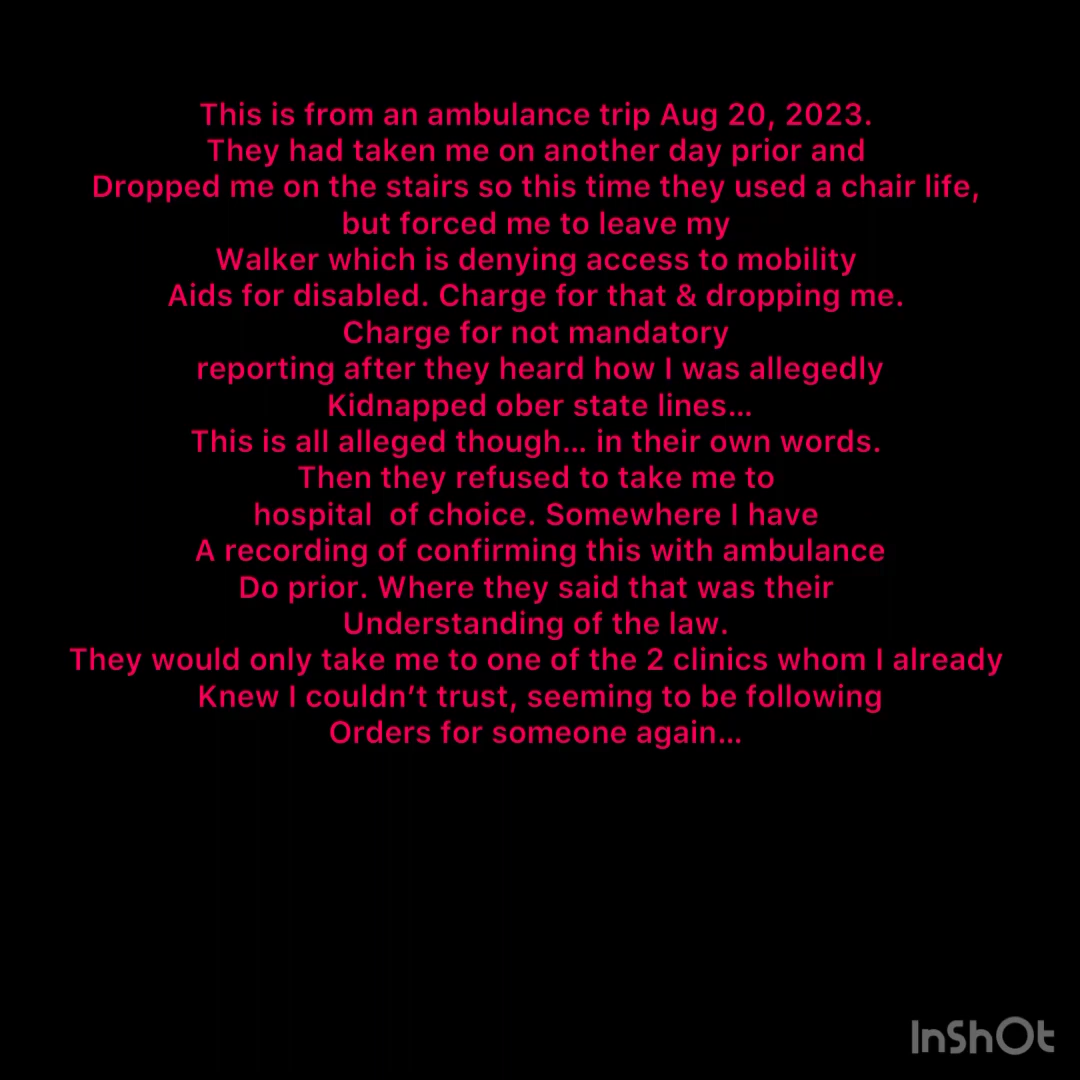 This is from an ambulance trip Aug 20, 2023.
They had taken me on another day prior and
Dropped me on the stairs so this time they used a chair life,
but forced me to leave my
Walker which is denying access to mobility
Aids for disabled. Charge for that & dropping me.
Charge for not mandatory
reporting after they heard how I was allegedly
Kidnapped ober state lines...
This is all alleged though... in their own words.
Then they refused to take me to
hospital  of choice. Somewhere I have
A recording of confirming this with ambulance
Do prior. Where they said that was their
Understanding of the law.
They would only take me to one of the 2 clinics whom I already
Knew I couldn’t trust, seeming to be following
Orders for someone again...
InShOt